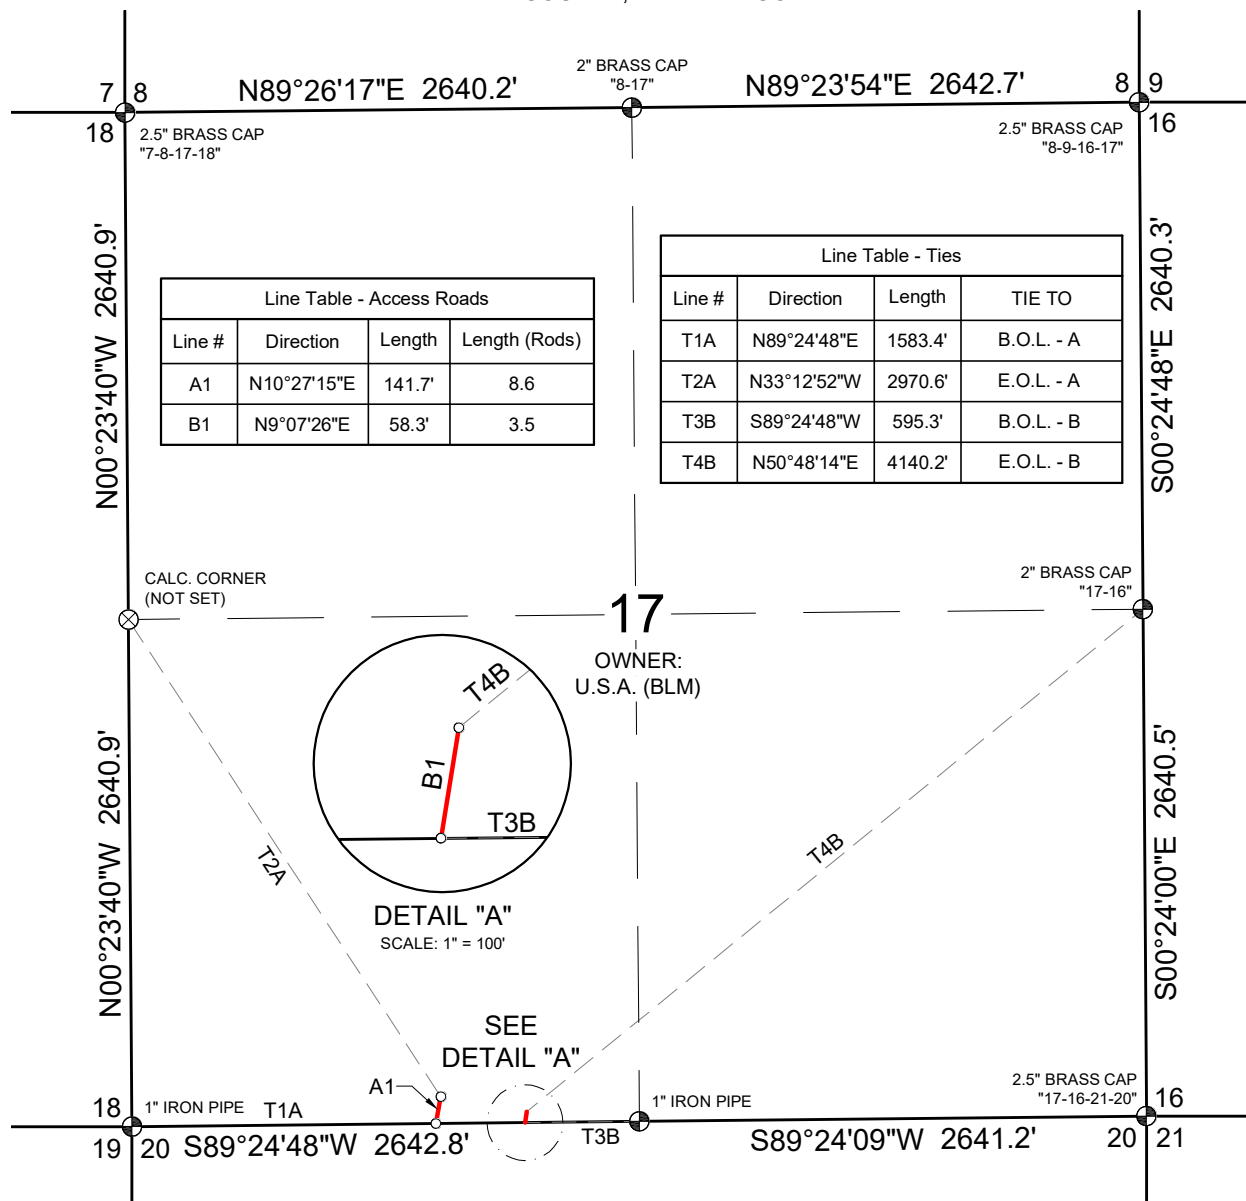 7 8
N89°26'17"E 2640.2'
2" BRASS CAP
"8-17"
N89°23'54"E 2642.7'
8 9
18
2.5" BRASS CAP
"7-8-17-18"
2.5" BRASS CAP
"8-9-16-17"
16
N00°23'40"W 2640.9'
S00°24'48"E 2640.3'
Line Table - Access Roads
Line # Direction Length Length (Rods)
A1 N10°27'15"E 141.7' 8.6
B1 N9°07'26"E 58.3' 3.5
Line Table - Ties
Line # Direction Length TIE TO
T1A N89°24'48"E 1583.4' B.O.L. - A
T2A N33°12'52"W 2970.6' E.O.L. - A
T3B S89°24'48"W 595.3' B.O.L. - B
T4B N50°48'14"E 4140.2' E.O.L. - B
CALC. CORNER
(NOT SET)
2" BRASS CAP
"17-16"
17
OWNER:
U.S.A. (BLM)
T4B
B1
T3B
DETAIL "A"
SCALE: 1" = 100'
T2A
T4B
N00°23'40"W 2640.9'
S00°24'00"E 2640.5'
SEE
DETAIL "A"
A1
18
1" IRON PIPE
T1A
1" IRON PIPE
2.5" BRASS CAP
"17-16-21-20"
16
19 20
S89°24'48"W 2642.8'
T3B
S89°24'09"W 2641.2'
20 21